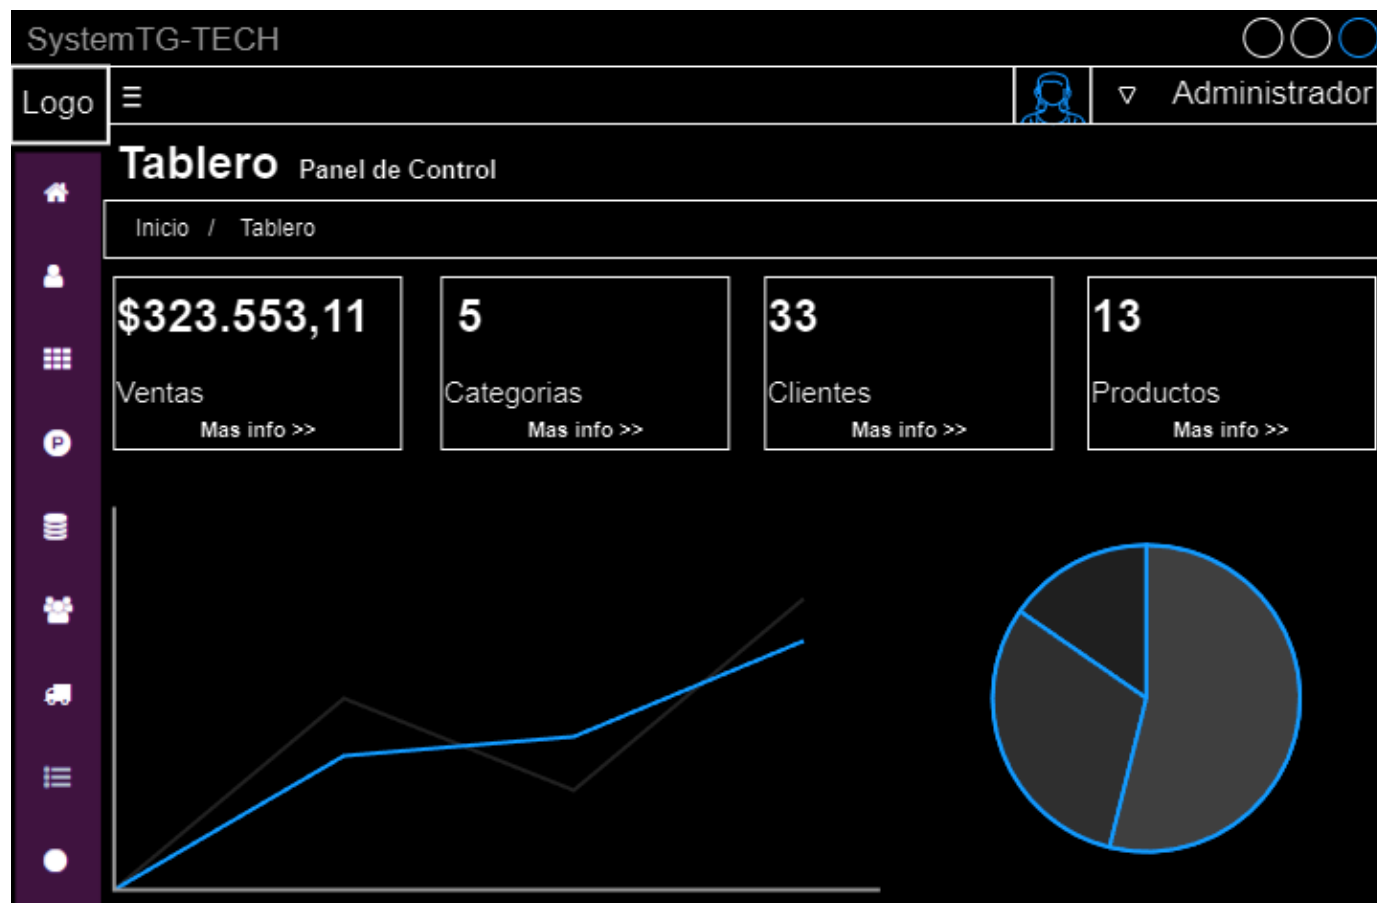 SystemTG-TECH
Logo
Administrador
Tablero Panel de Control
Inicio / Tablero
$323.553,11
Ventas
Mas info >>
5
Categorias
Mas info >>
33
Clientes
Mas info >>
13
Productos
Mas info >>
P